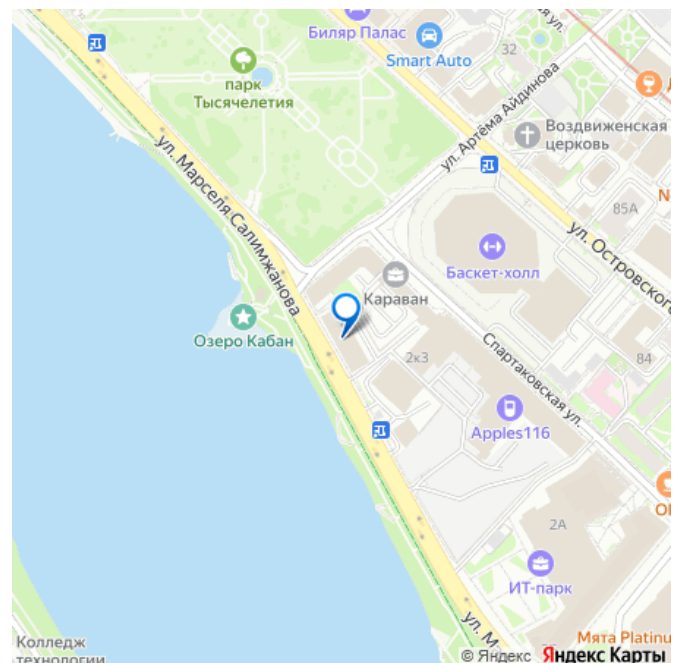 Биляр Палас
32
Smart Auto
парк
Тысячелетия
ул. Артёма Айдинова
Воздвиженская
церковь
ул. Марселя Салимжанова
85А
N
ул. Островского
Баскет-холл
Караван
Озеро Кабан
2к3
Спартаковская ул.
84
Apples116
2А
ИТ-парк
ул. М
Мята Platinu
Колледж
технологии
© Яндекс Яндекс Карты